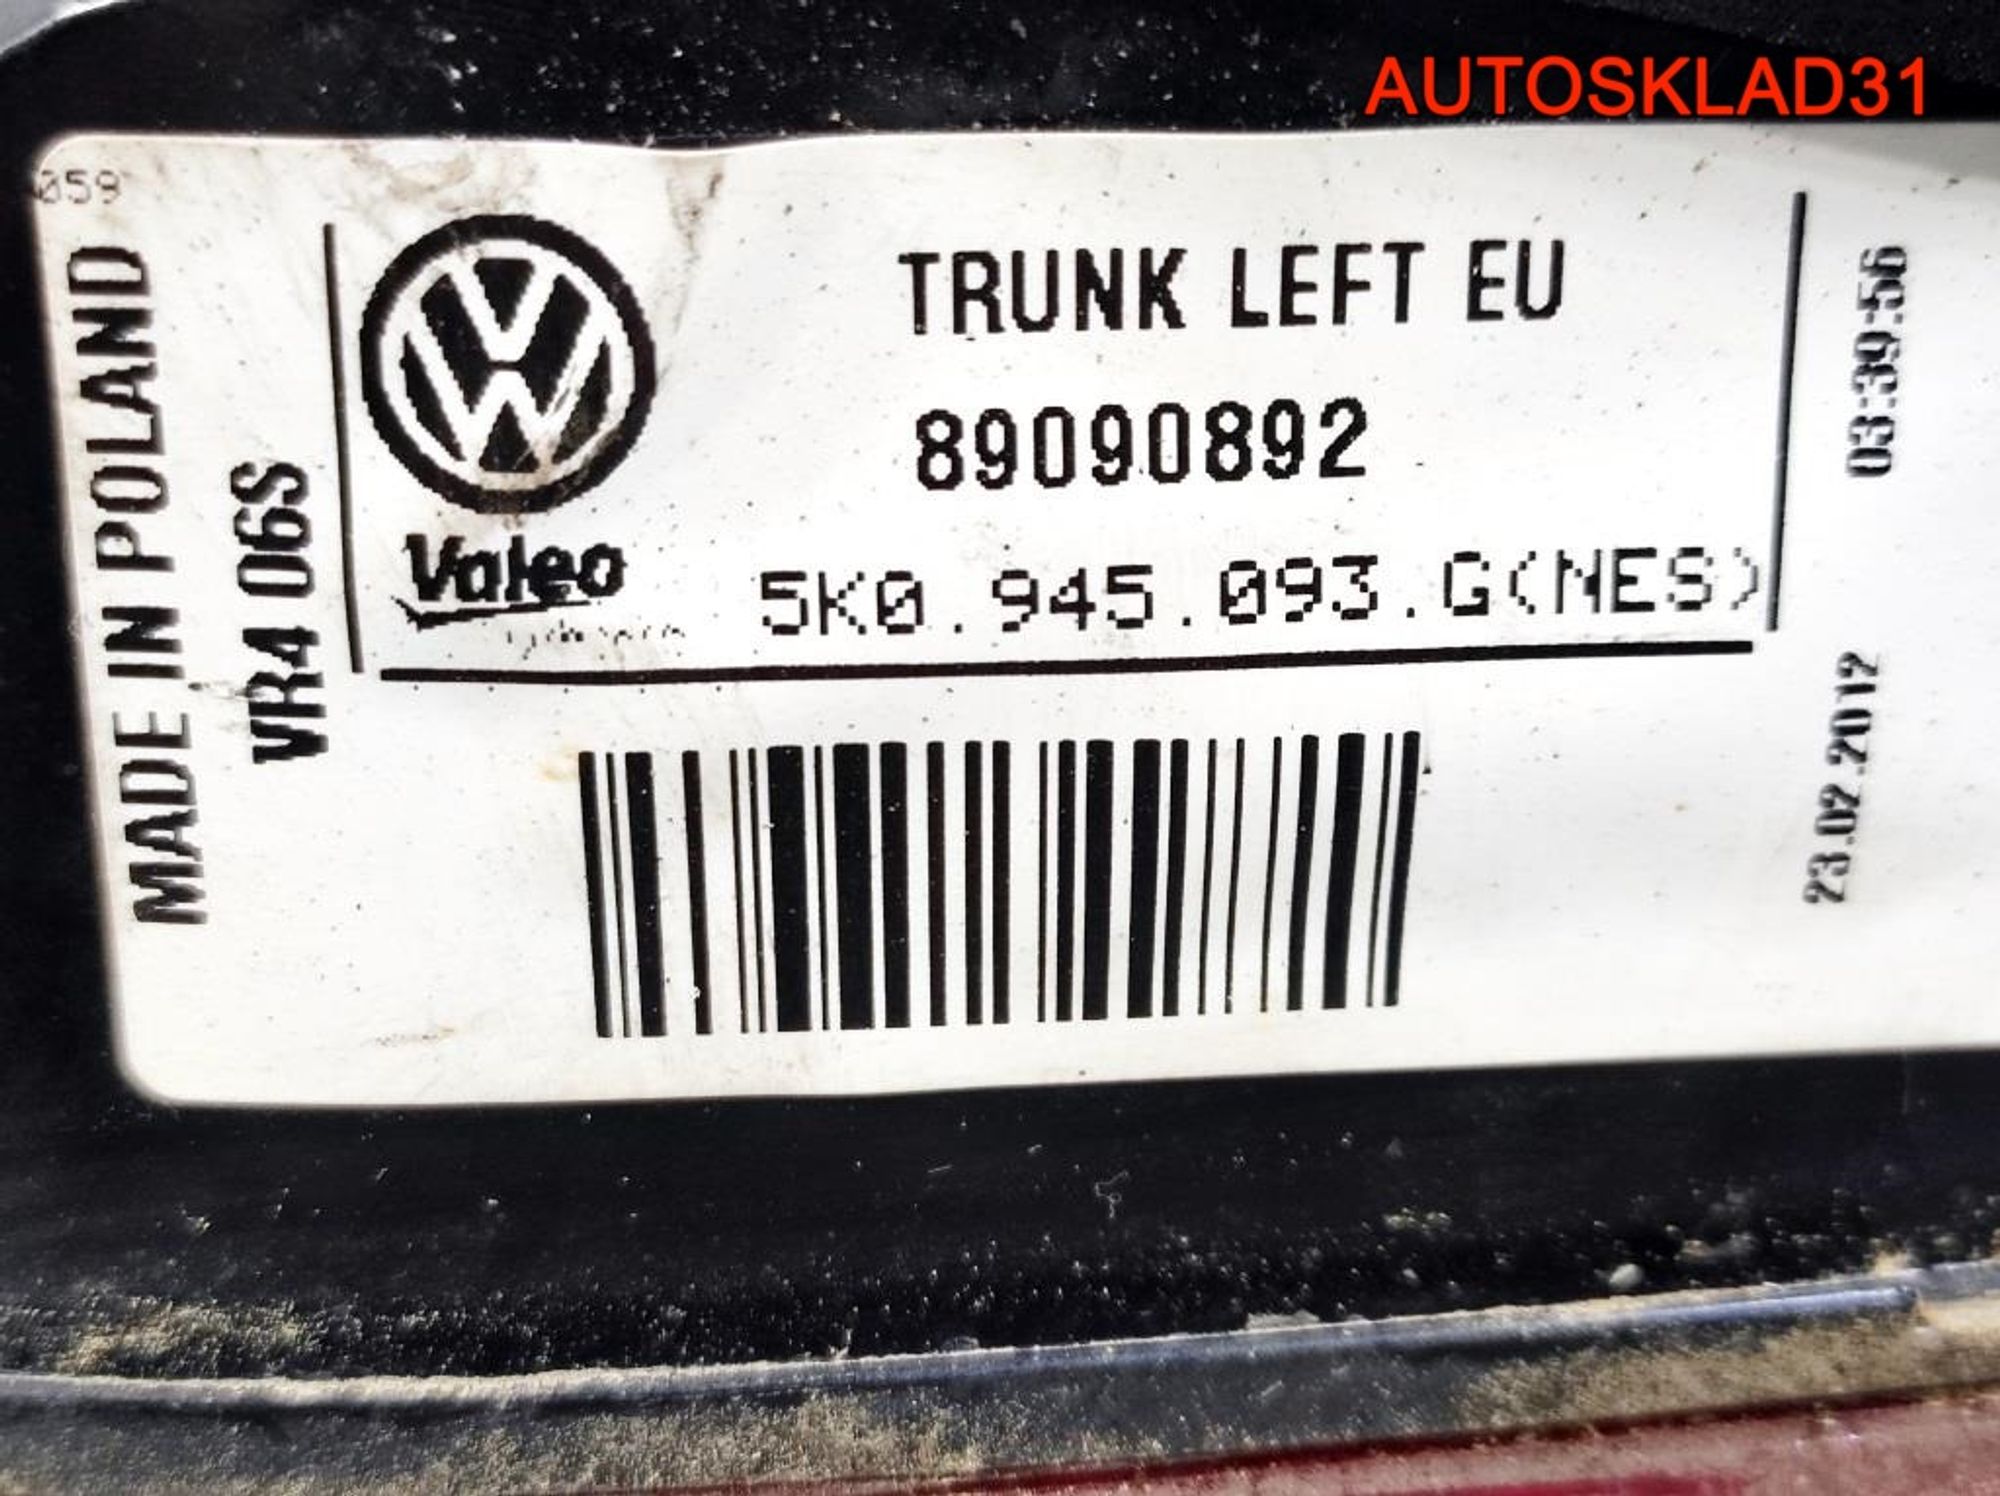 AUTOSKLAD31
059
MADE IN POLAND
VR4 06S
TRUNK LEFT EU
89090892
Valeo
5K0.945.093.G(NES)
03:39:56
23.02.2012